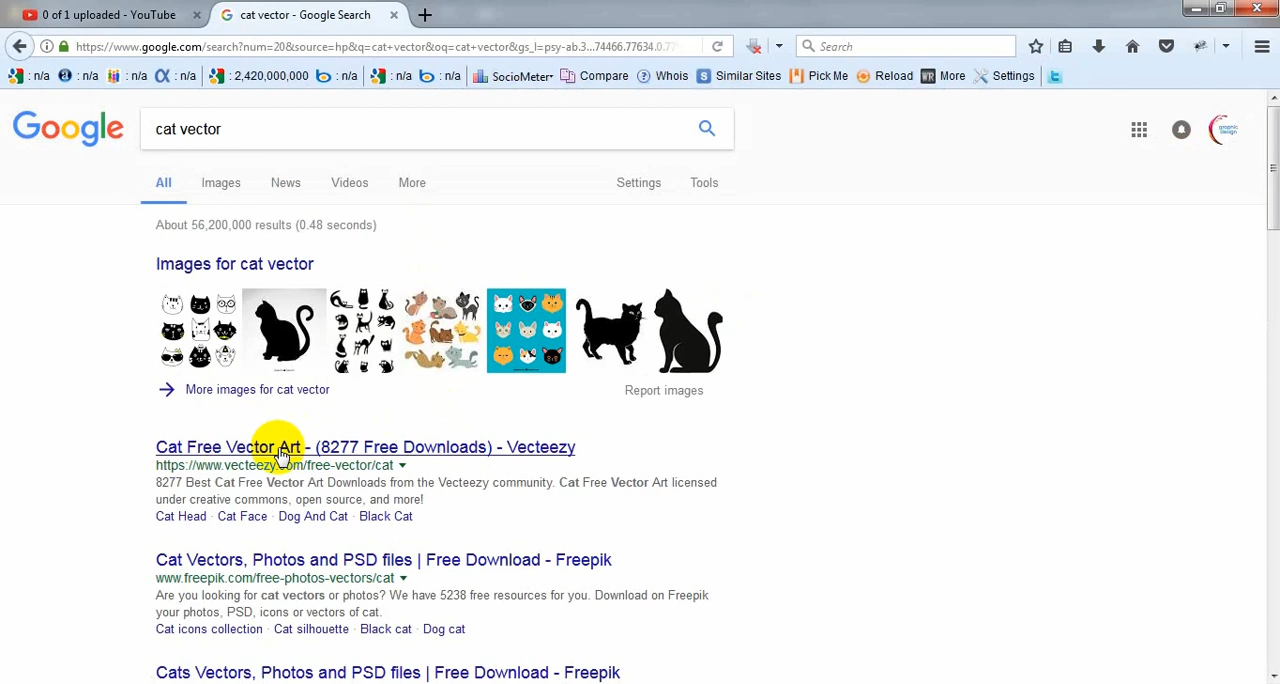 0 of 1 uploaded - YouTube
cat vector - Google Search
https://www.google.com/search?num=20&source=hp&q=cat+vector&oq=cat+vector&gs_l=psy-ab.3...74466.77634.0.7
Search
: n/a : n/a : n/a : n/a : 2,420,000,000 : n/a : n/a : n/a SocioMeter Compare Whois Similar Sites Pick Me Reload WR More Settings
Google
cat vector
graphic
design
All Images News Videos More Settings Tools
About 56,200,000 results (0.48 seconds)
Images for cat vector
More images for cat vector
Report images
Cat Free Vector Art - (8277 Free Downloads) - Vecteezy
https://www.vecteezy.com/free-vector/cat
8277 Best Cat Free Vector Art Downloads from the Vecteezy community. Cat Free Vector Art licensed
under creative commons, open source, and more!
Cat Head · Cat Face · Dog And Cat · Black Cat
Cat Vectors, Photos and PSD files | Free Download - Freepik
www.freepik.com/free-photos-vectors/cat
Are you looking for cat vectors or photos? We have 5238 free resources for you. Download on Freepik
your photos, PSD, icons or vectors of cat.
Cat icons collection · Cat silhouette · Black cat · Dog cat
Cats Vectors, Photos and PSD files | Free Download - Freepik